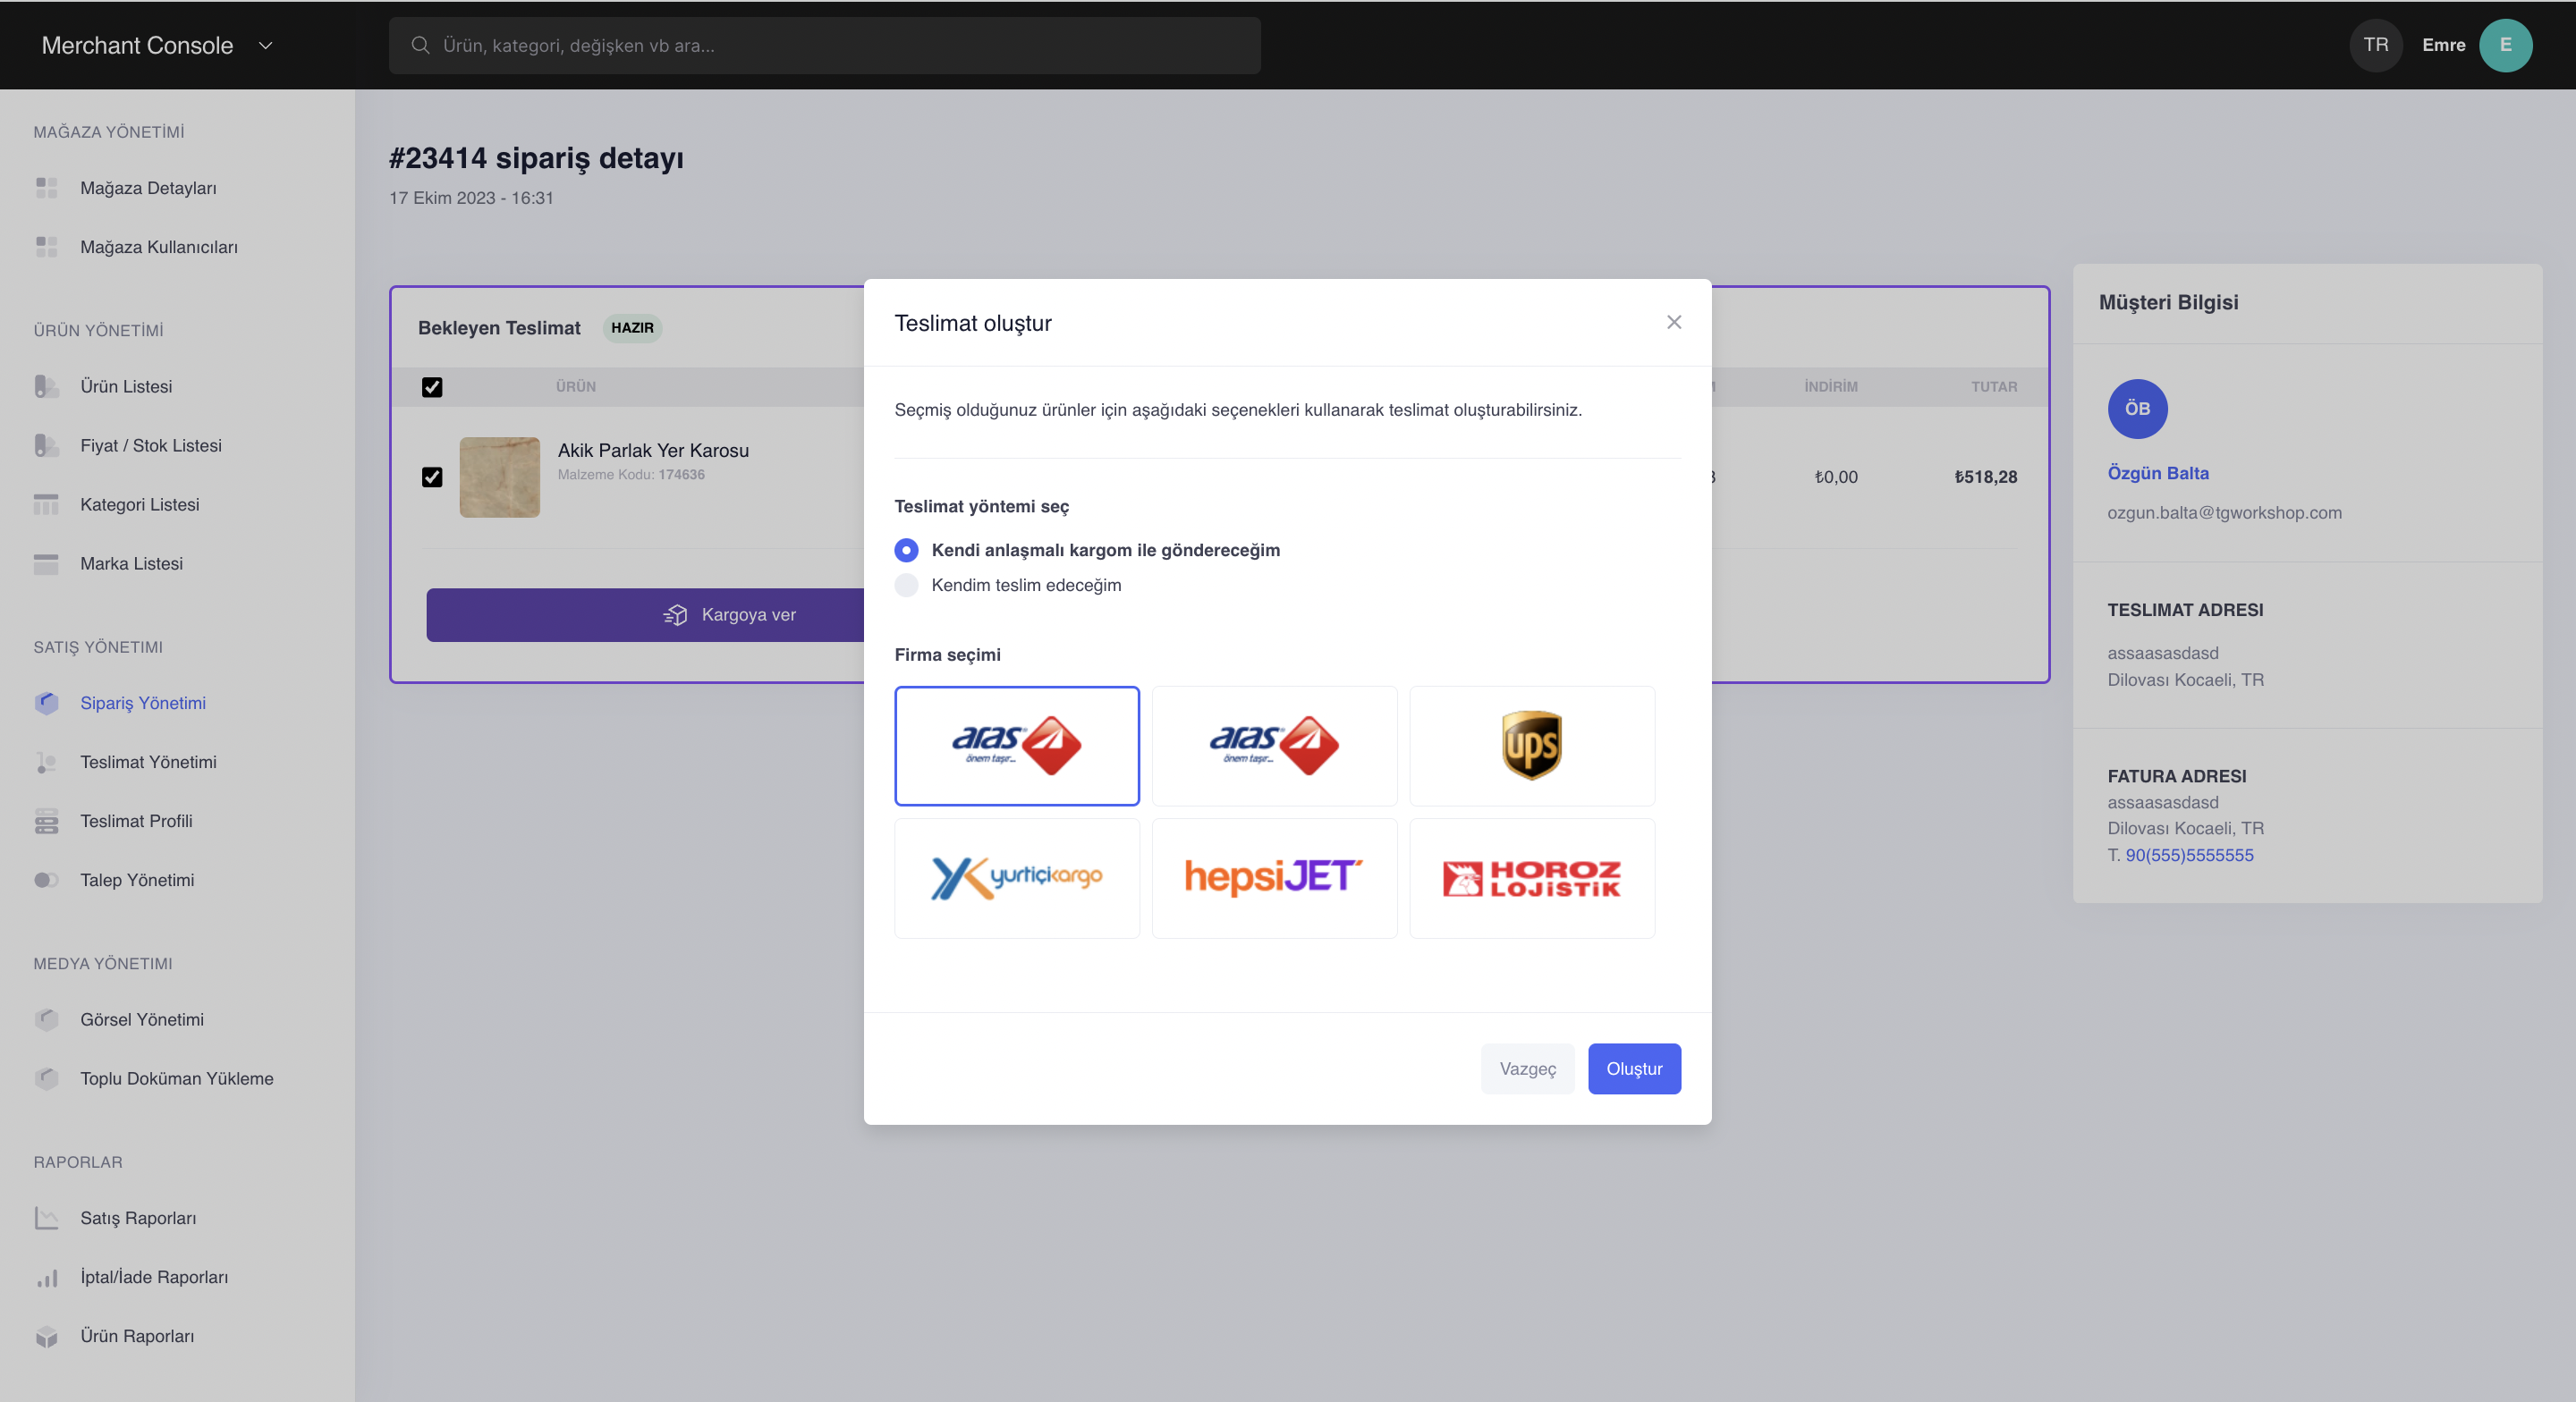 Merchant Console
Ürün, kategori, değişken vb ara...
TR
Emre
E
MAĞAZA YÖNETİMİ
Mağaza Detayları
Mağaza Kullanıcıları
ÜRÜN YÖNETİMİ
Ürün Listesi
Fiyat / Stok Listesi
Kategori Listesi
Marka Listesi
SATIŞ YÖNETIMI
Sipariş Yönetimi
Teslimat Yönetimi
Teslimat Profili
Talep Yönetimi
MEDYA YÖNETIMI
Görsel Yönetimi
Toplu Doküman Yükleme
RAPORLAR
Satış Raporları
İptal/İade Raporları
Ürün Raporları
#23414 sipariş detayı
17 Ekim 2023 - 16:31
Bekleyen Teslimat
HAZIR
ÜRÜN
İNDİRİM
TUTAR
Akik Parlak Yer Karosu
Malzeme Kodu: 174636
₺0,00
₺518,28
Kargoya ver
Teslimat oluştur
Seçmiş olduğunuz ürünler için aşağıdaki seçenekleri kullanarak teslimat oluşturabilirsiniz.
Teslimat yöntemi seç
Kendi anlaşmalı kargom ile göndereceğim
Kendim teslim edeceğim
Firma seçimi
aras
önem taşır...
aras
önem taşır...
ups
yurtiçikargo
hepsiJET
HOROZ
LOJİSTİK
Vazgeç
Oluştur
Müşteri Bilgisi
ÖB
Özgün Balta
ozgun.balta@tgworkshop.com
TESLIMAT ADRESI
assaasasdasd
Dilovası Kocaeli, TR
FATURA ADRESI
assaasasdasd
Dilovası Kocaeli, TR
T. 90(555)5555555